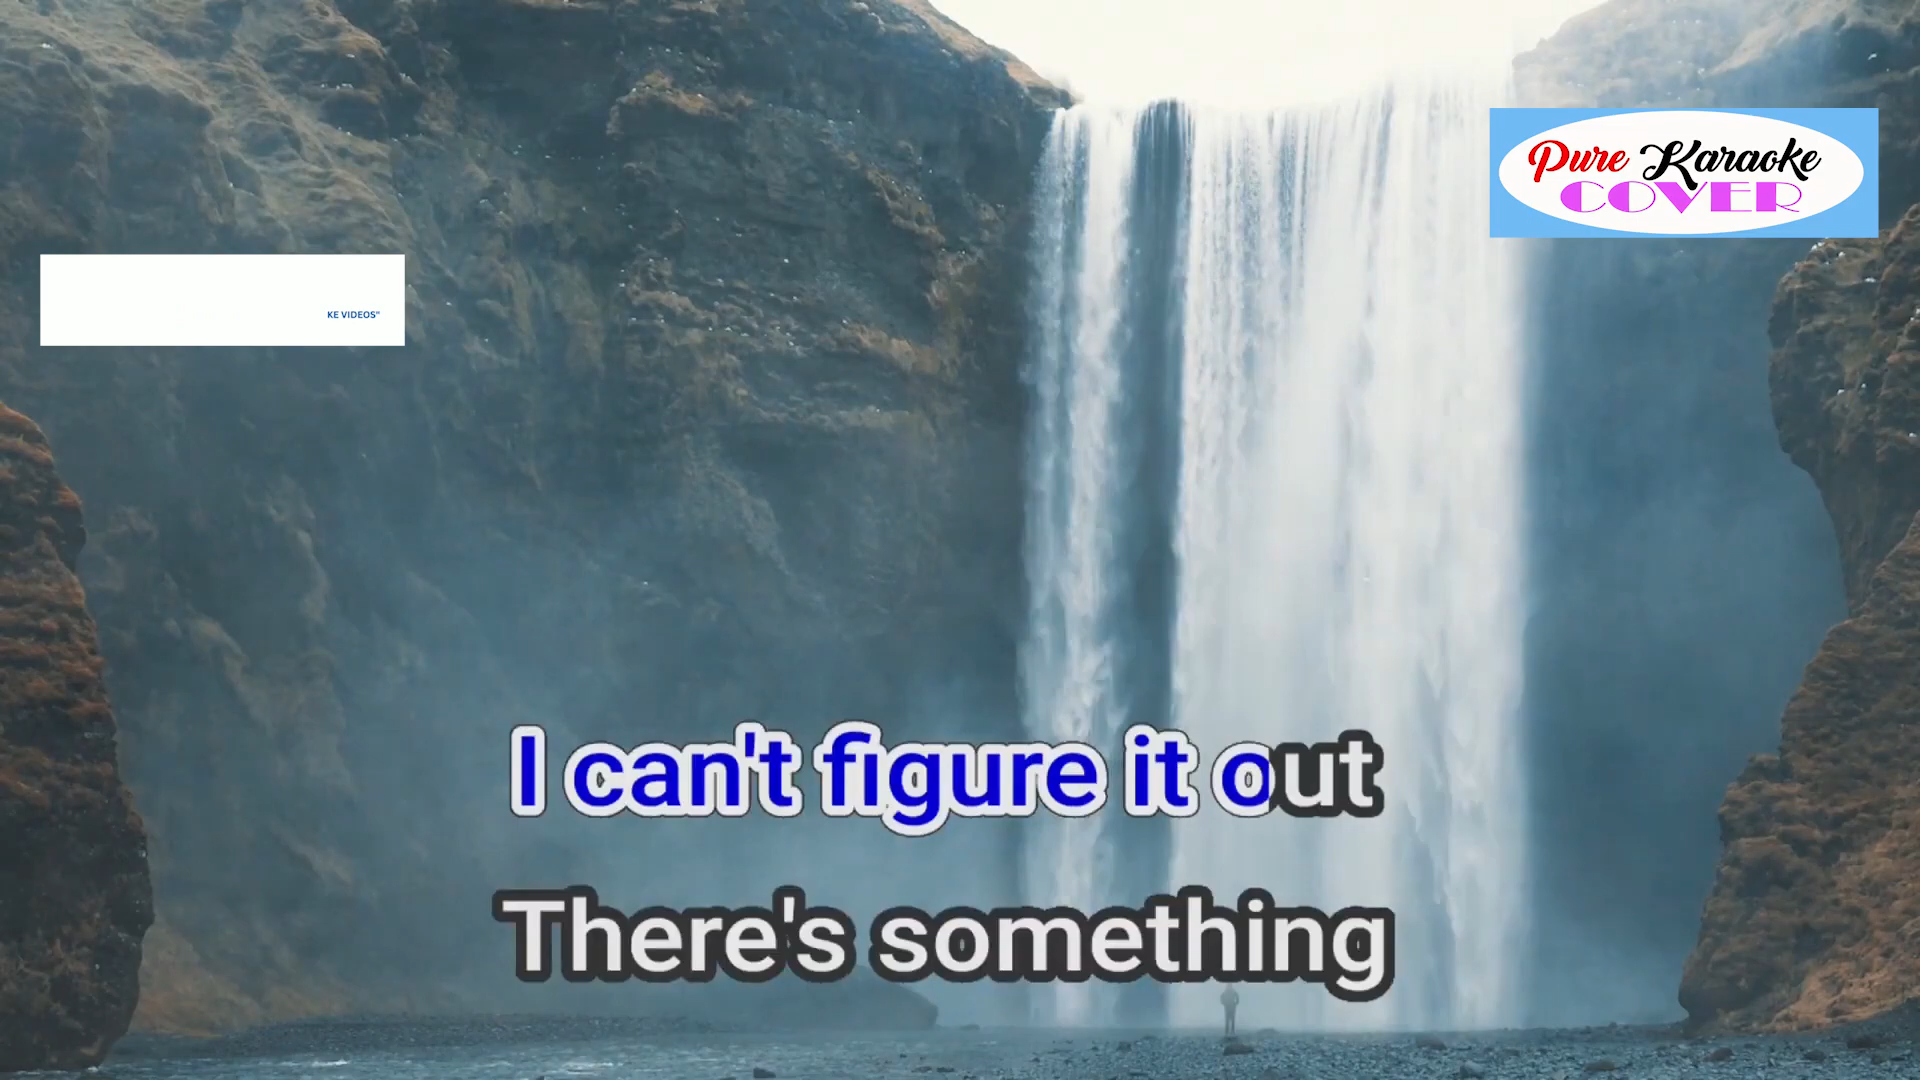 Pure Karaoke
COVER
KE VIDEOS"
I can't figure it out
There's something